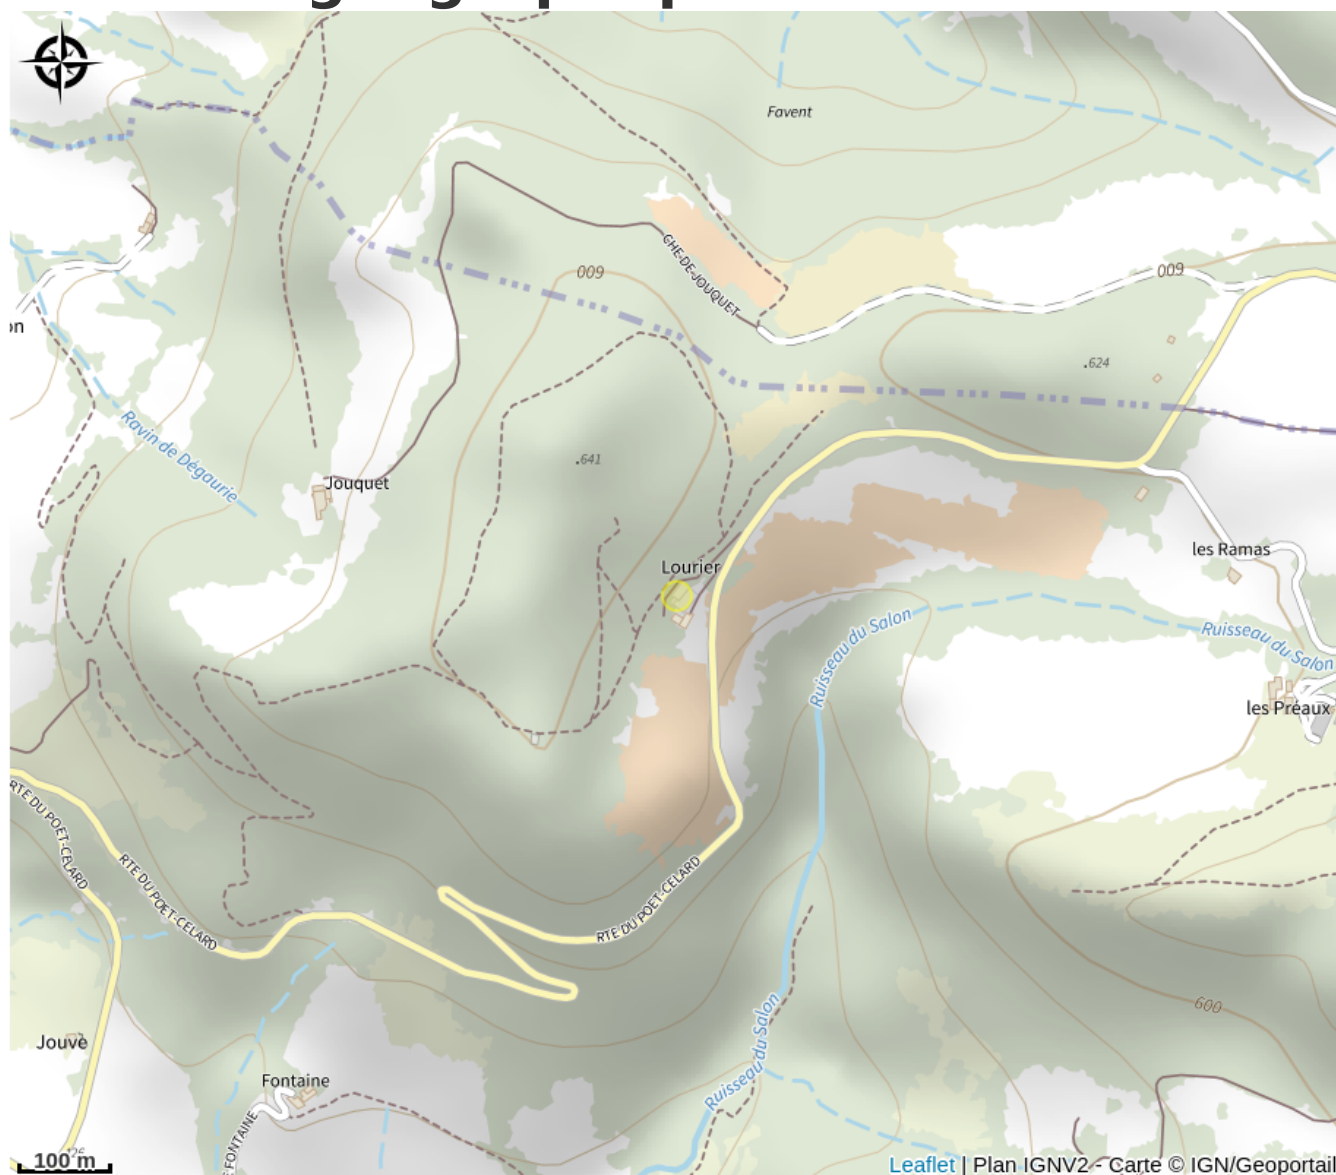 Favent
CHE-DE-JOUQUET
009
009
.624
on
Ravin de Dégaurie
.641
Jouquet
Lourier
les Ramas
Ruisseau du Salon
Ruisseau du Salon
les Préaux
RTE DU POET-CELARD
RTE DU POET-CELARD
RTE DU POET-CELARD
600
Ruisseau du Salon
Jouve
Fontaine
FONTAINE
100 m
Leaflet | Plan IGNV2 - Carte © IGN/Geoportail